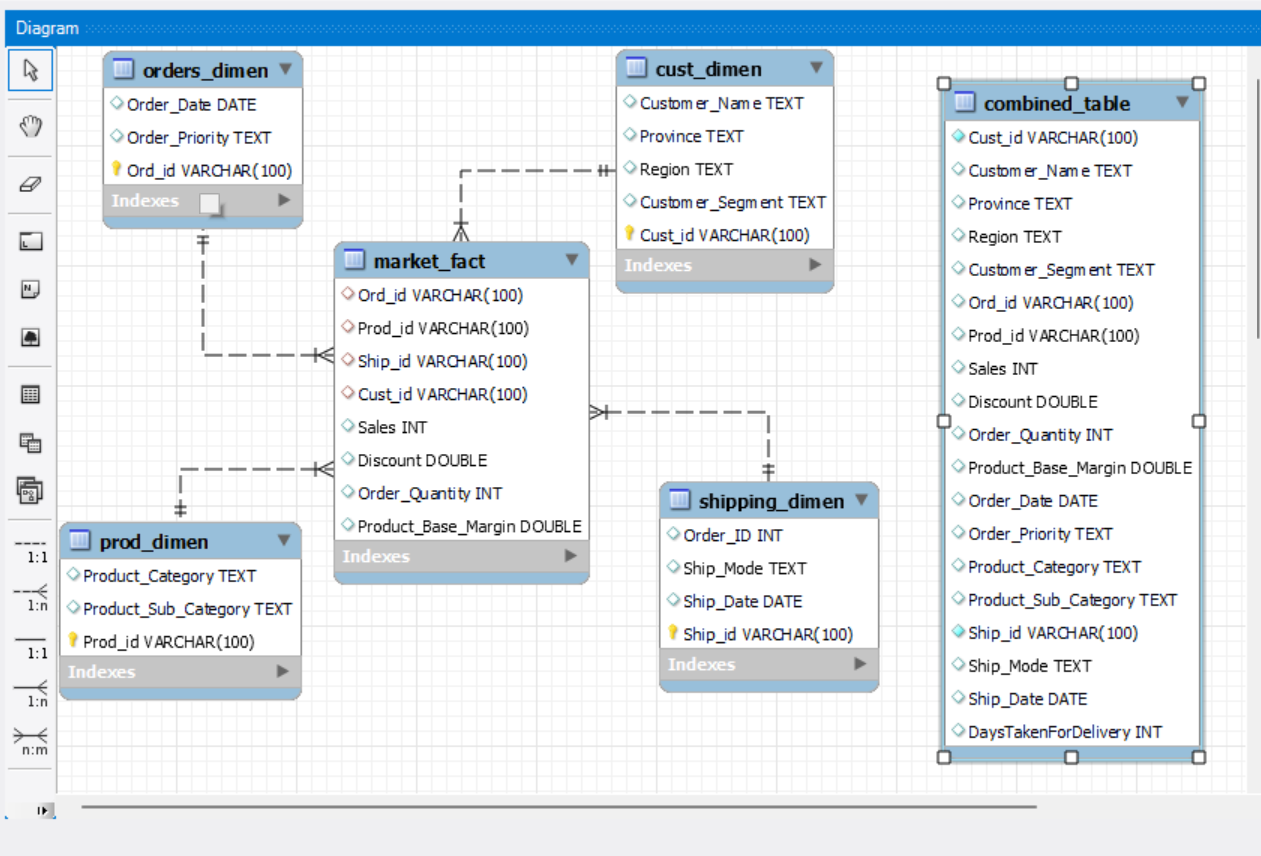 Diagram
orders_dimen
Order_Date DATE
Order_Priority TEXT
Ord_id VARCHAR(100)
Indexes
cust_dimen
Customer_Name TEXT
Province TEXT
Region TEXT
Customer_Segment TEXT
Cust_id VARCHAR(100)
Indexes
market_fact
Ord_id VARCHAR(100)
Prod_id VARCHAR(100)
Ship_id VARCHAR(100)
Cust_id VARCHAR(100)
Sales INT
Discount DOUBLE
Order_Quantity INT
Product_Base_Margin DOUBLE
Indexes
prod_dimen
Product_Category TEXT
Product_Sub_Category TEXT
Prod_id VARCHAR(100)
Indexes
shipping_dimen
Order_ID INT
Ship_Mode TEXT
Ship_Date DATE
Ship_id VARCHAR(100)
Indexes
combined_table
Cust_id VARCHAR(100)
Customer_Name TEXT
Province TEXT
Region TEXT
Customer_Segment TEXT
Ord_id VARCHAR(100)
Prod_id VARCHAR(100)
Sales INT
Discount DOUBLE
Order_Quantity INT
Product_Base_Margin DOUBLE
Order_Date DATE
Order_Priority TEXT
Product_Category TEXT
Product_Sub_Category TEXT
Ship_id VARCHAR(100)
Ship_Mode TEXT
Ship_Date DATE
DaysTakenForDelivery INT
N
1:1
1:n
1:1
1:n
n:m